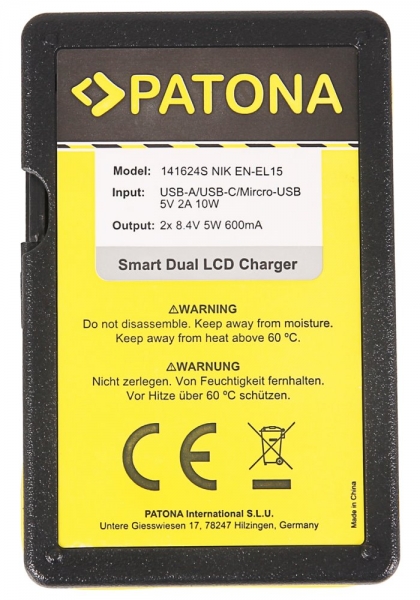 PATONA
Model: 141624S NIK EN-EL15
Input: USB-A/USB-C/Mircro-USB
5V 2A 10W
Output: 2x 8.4V 5W 600mA
Smart Dual LCD Charger
⚠WARNING
Do not disassemble. Keep away from moisture.
Keep away from heat above 60 ºC.
⚠WARNUNG
Nicht zerlegen. Von Feuchtigkeit fernhalten.
Vor Hitze über 60 ºC schützen.
CE
PATONA International S.L.U.
Untere Giesswiesen 17, 78247 Hilzingen, Germany
Made in China